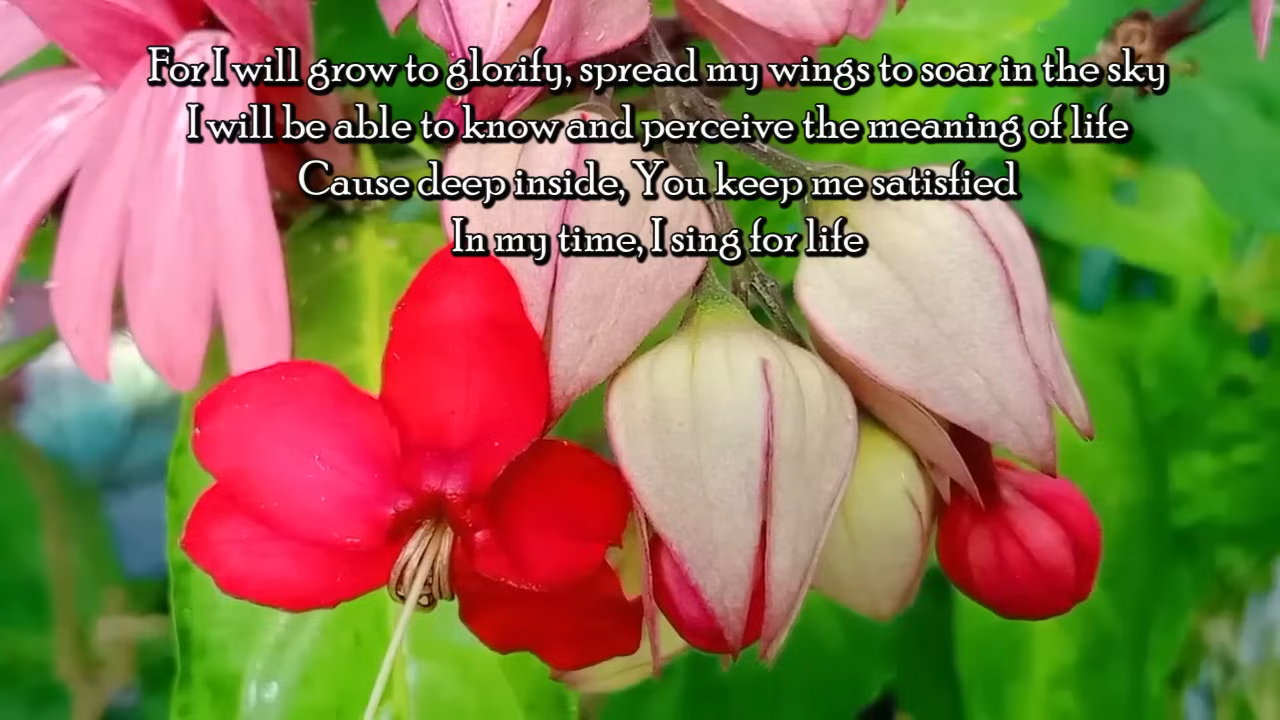 For I will grow to glorify, spread my wings to soar in the sky
I will be able to know and perceive the meaning of life
Cause deep inside, You keep me satisfied
In my time, I sing for life